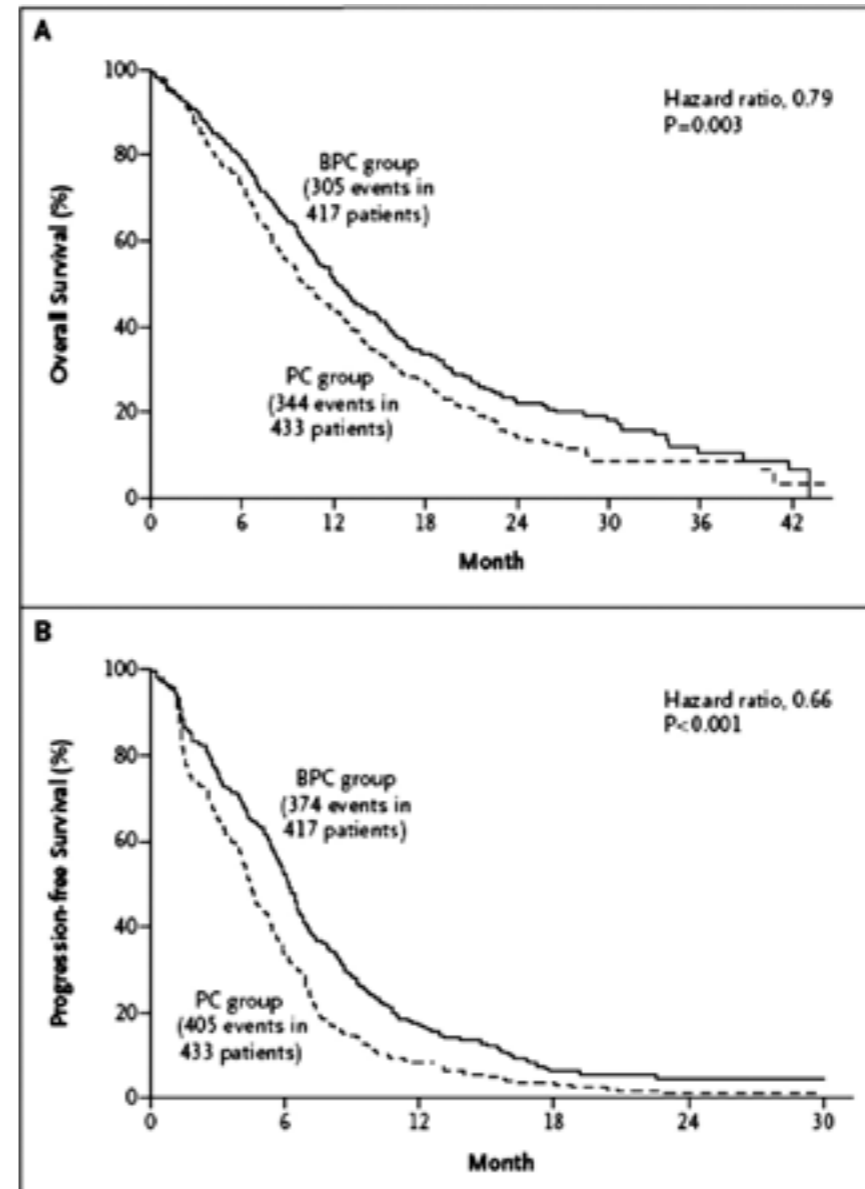 A
100
80
60
40
20
0
Overall Survival (%)
Hazard ratio, 0.79
P=0.003
BPC group
(305 events in
417 patients)
PC group
(344 events in
433 patients)
0 6 12 18 24 30 36 42
Month
B
100
80
60
40
20
0
Progression-free Survival (%)
Hazard ratio, 0.66
P<0.001
BPC group
(374 events in
417 patients)
PC group
(405 events in
433 patients)
0 6 12 18 24 30
Month